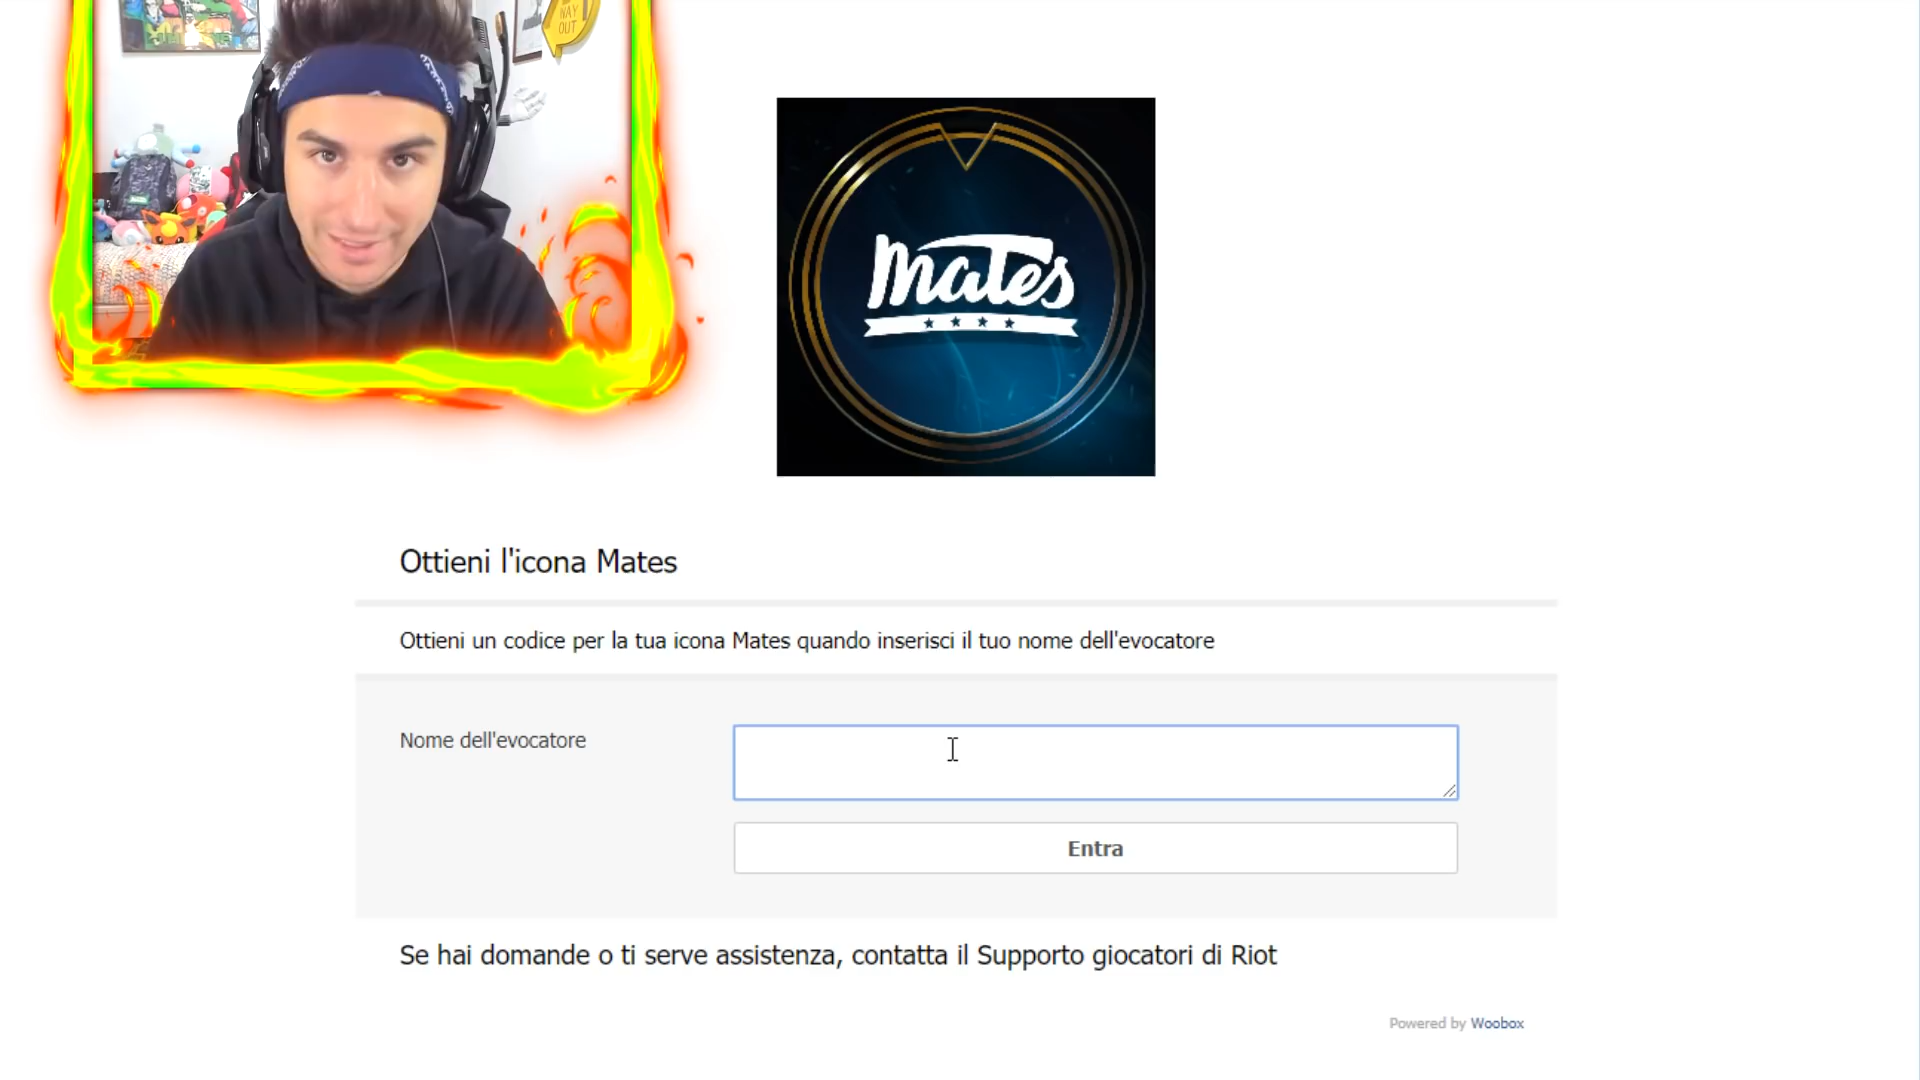 WAY
OUT
Mates
Ottieni l'icona Mates
Ottieni un codice per la tua icona Mates quando inserisci il tuo nome dell'evocatore
Nome dell'evocatore
Entra
Se hai domande o ti serve assistenza, contatta il Supporto giocatori di Riot
Powered by Woobox